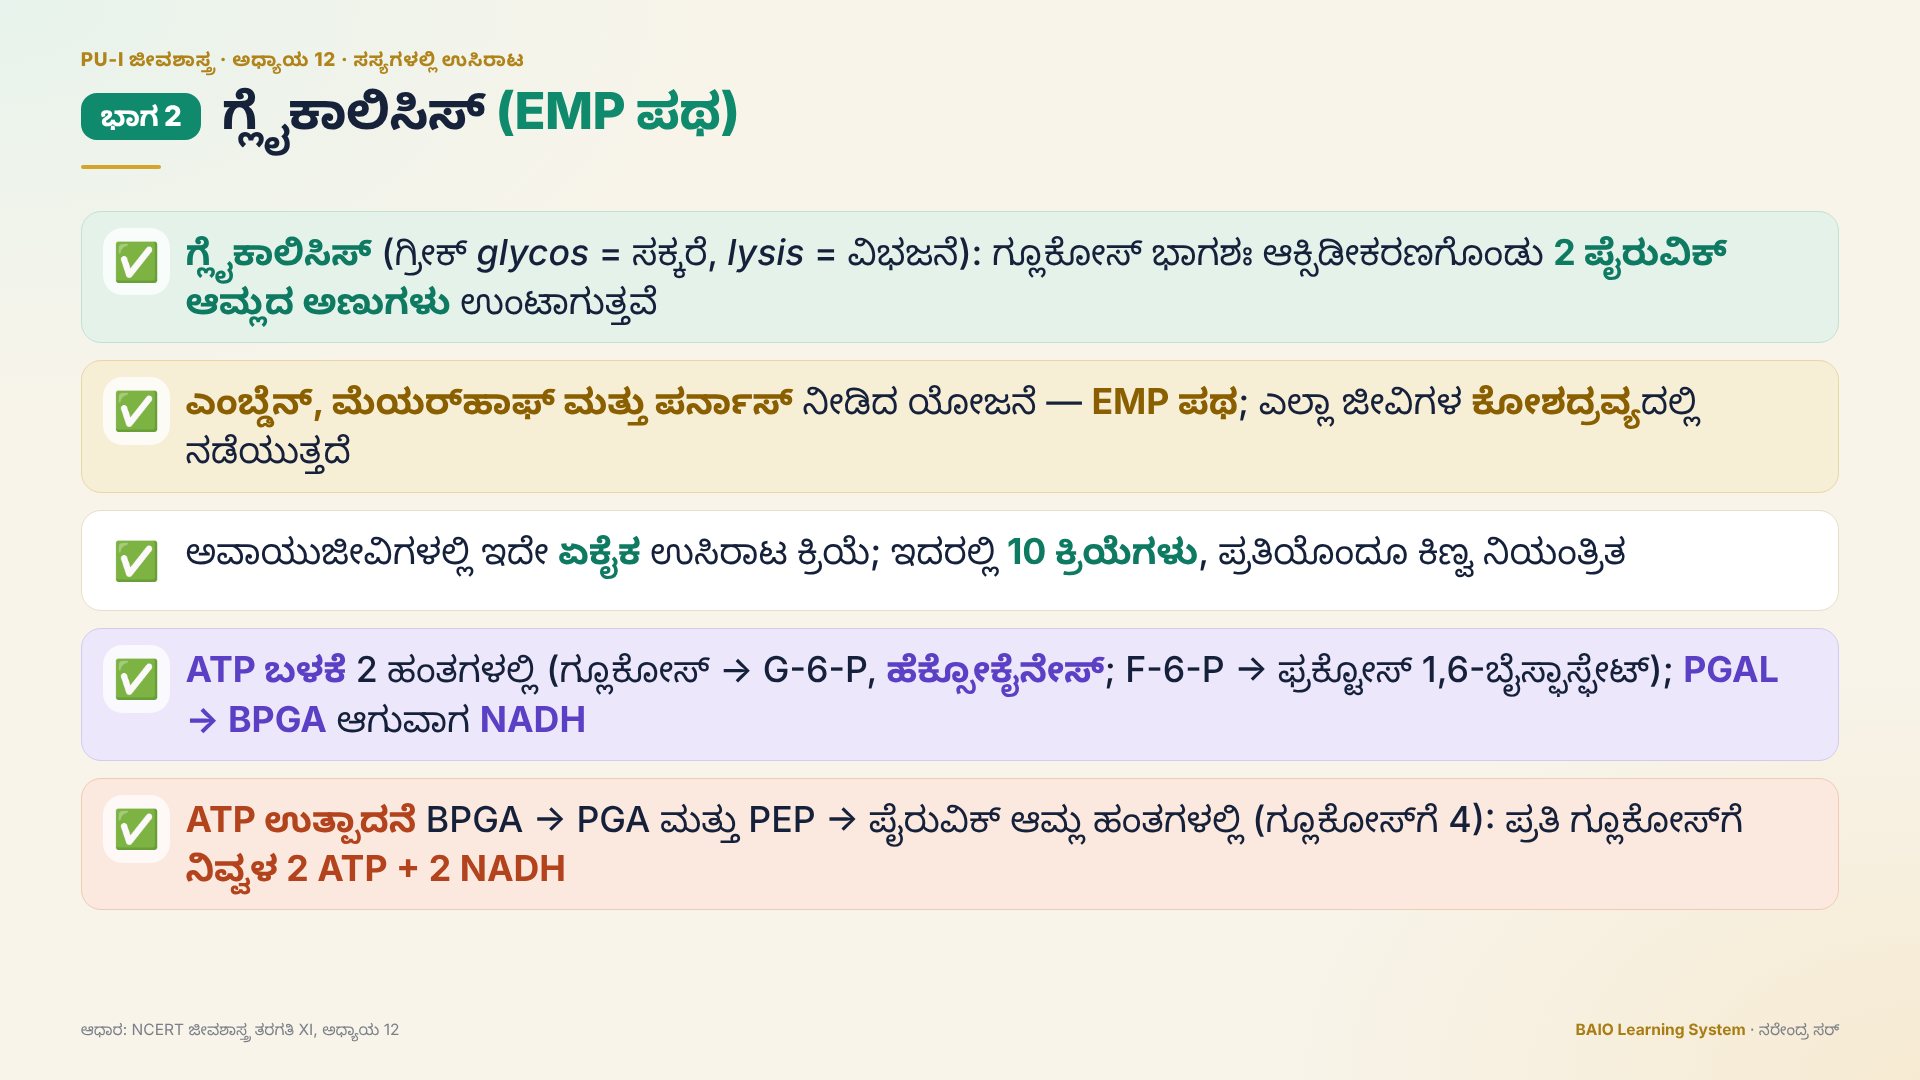 PU-I ಜೀವಶಾಸ್ತ್ರ · ಅಧ್ಯಾಯ 12 · ಸಸ್ಯಗಳಲ್ಲಿ ಉಸಿರಾಟ
ಭಾಗ 2 ಗ್ಲೈಕಾಲಿಸಿಸ್ (EMP ಪಥ)
✅ ಗ್ಲೈಕಾಲಿಸಿಸ್ (ಗ್ರೀಕ್ glycos = ಸಕ್ಕರೆ, lysis = ವಿಭಜನೆ): ಗ್ಲೂಕೋಸ್ ಭಾಗಶಃ ಆಕ್ಸಿಡೀಕರಣಗೊಂಡು 2 ಪೈರುವಿಕ್
ಆಮ್ಲದ ಅಣುಗಳು ಉಂಟಾಗುತ್ತವೆ
✅ ಎಂಬ್ಡೆನ್, ಮೆಯರ್‌ಹಾಫ್ ಮತ್ತು ಪರ್ನಾಸ್ ನೀಡಿದ ಯೋಜನೆ — EMP ಪಥ; ಎಲ್ಲಾ ಜೀವಿಗಳ ಕೋಶದ್ರವ್ಯದಲ್ಲಿ
ನಡೆಯುತ್ತದೆ
✅ ಅವಾಯುಜೀವಿಗಳಲ್ಲಿ ಇದೇ ಏಕೈಕ ಉಸಿರಾಟ ಕ್ರಿಯೆ; ಇದರಲ್ಲಿ 10 ಕ್ರಿಯೆಗಳು, ಪ್ರತಿಯೊಂದೂ ಕಿಣ್ವ ನಿಯಂತ್ರಿತ
✅ ATP ಬಳಕೆ 2 ಹಂತಗಳಲ್ಲಿ (ಗ್ಲೂಕೋಸ್ → G-6-P, ಹೆಕ್ಸೋಕೈನೇಸ್; F-6-P → ಫ್ರಕ್ಟೋಸ್ 1,6-ಬೈಸ್ಫಾಸ್ಫೇಟ್); PGAL
→ BPGA ಆಗುವಾಗ NADH
✅ ATP ಉತ್ಪಾದನೆ BPGA → PGA ಮತ್ತು PEP → ಪೈರುವಿಕ್ ಆಮ್ಲ ಹಂತಗಳಲ್ಲಿ (ಗ್ಲೂಕೋಸ್‌ಗೆ 4): ಪ್ರತಿ ಗ್ಲೂಕೋಸ್‌ಗೆ
ನಿವ್ವಳ 2 ATP + 2 NADH
ಆಧಾರ: NCERT ಜೀವಶಾಸ್ತ್ರ ತರಗತಿ XI, ಅಧ್ಯಾಯ 12
BAIO Learning System · ನರೇಂದ್ರ ಸರ್